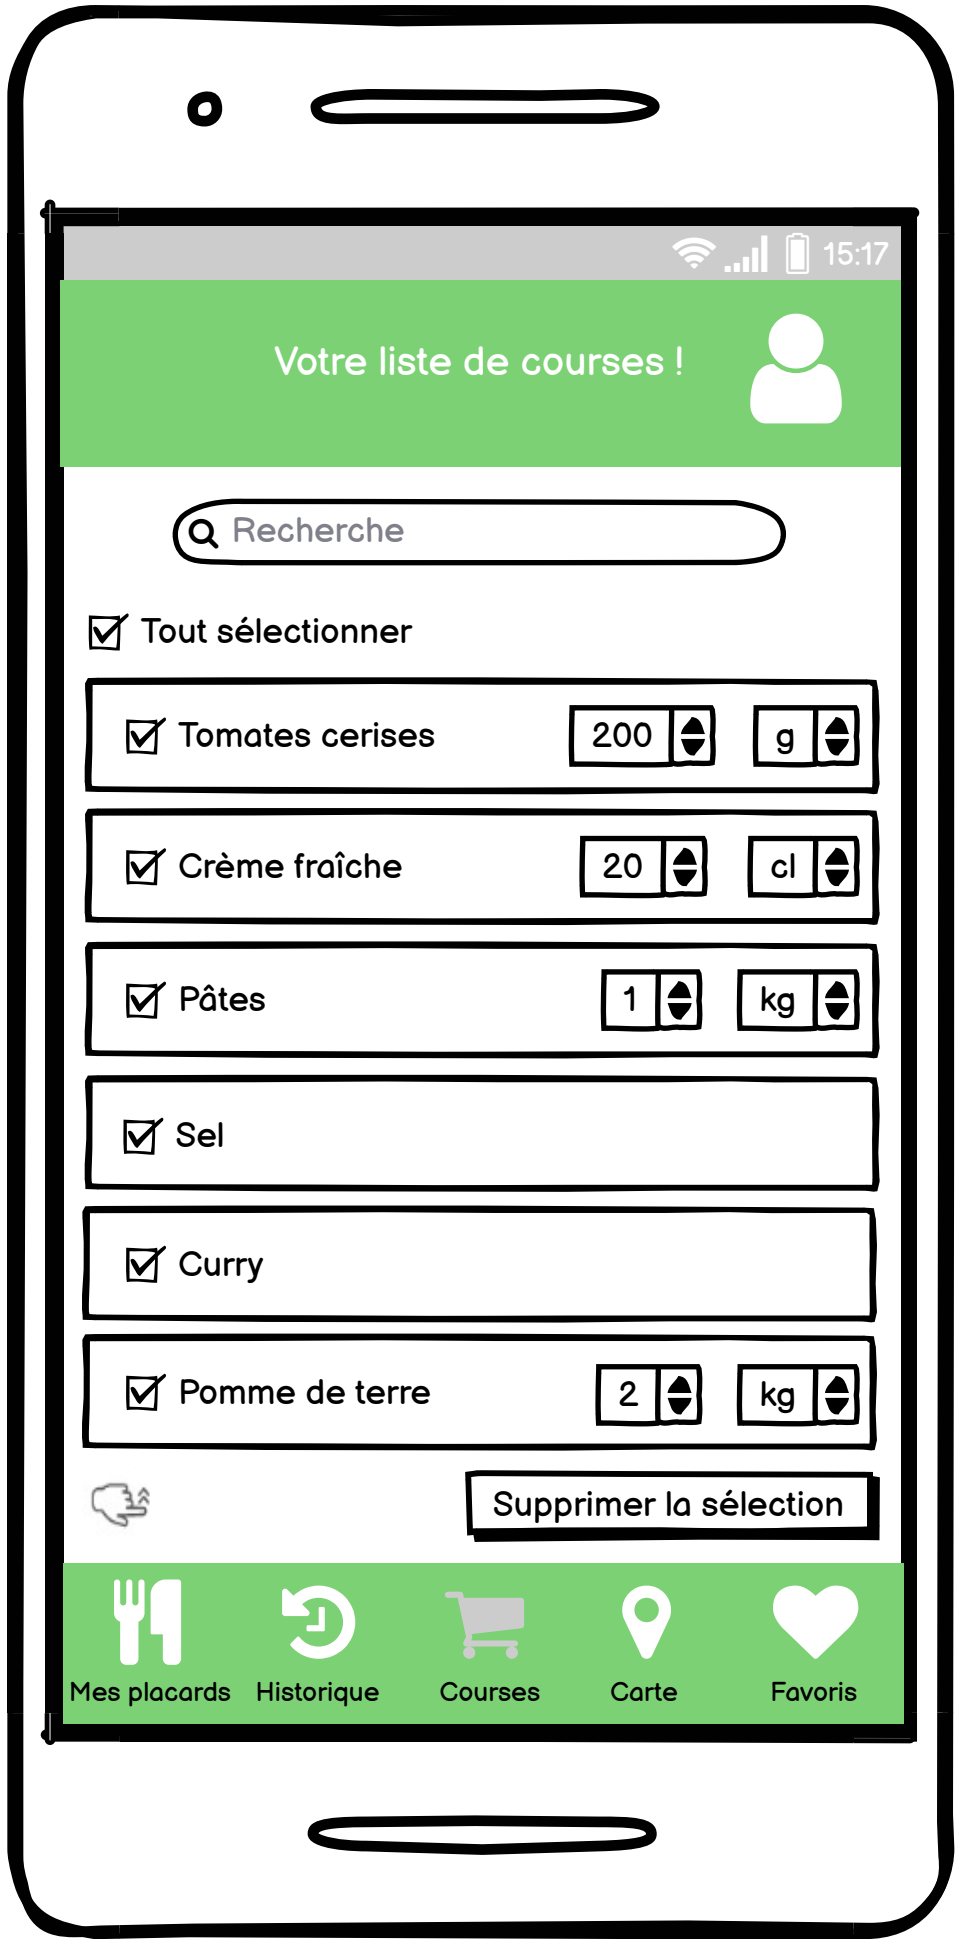 15:17
Votre liste de courses !
Recherche
Tout sélectionner
Tomates cerises 200 g
Crème fraîche 20 cl
Pâtes 1 kg
Sel
Curry
Pomme de terre 2 kg
Supprimer la sélection
Mes placards Historique Courses Carte Favoris